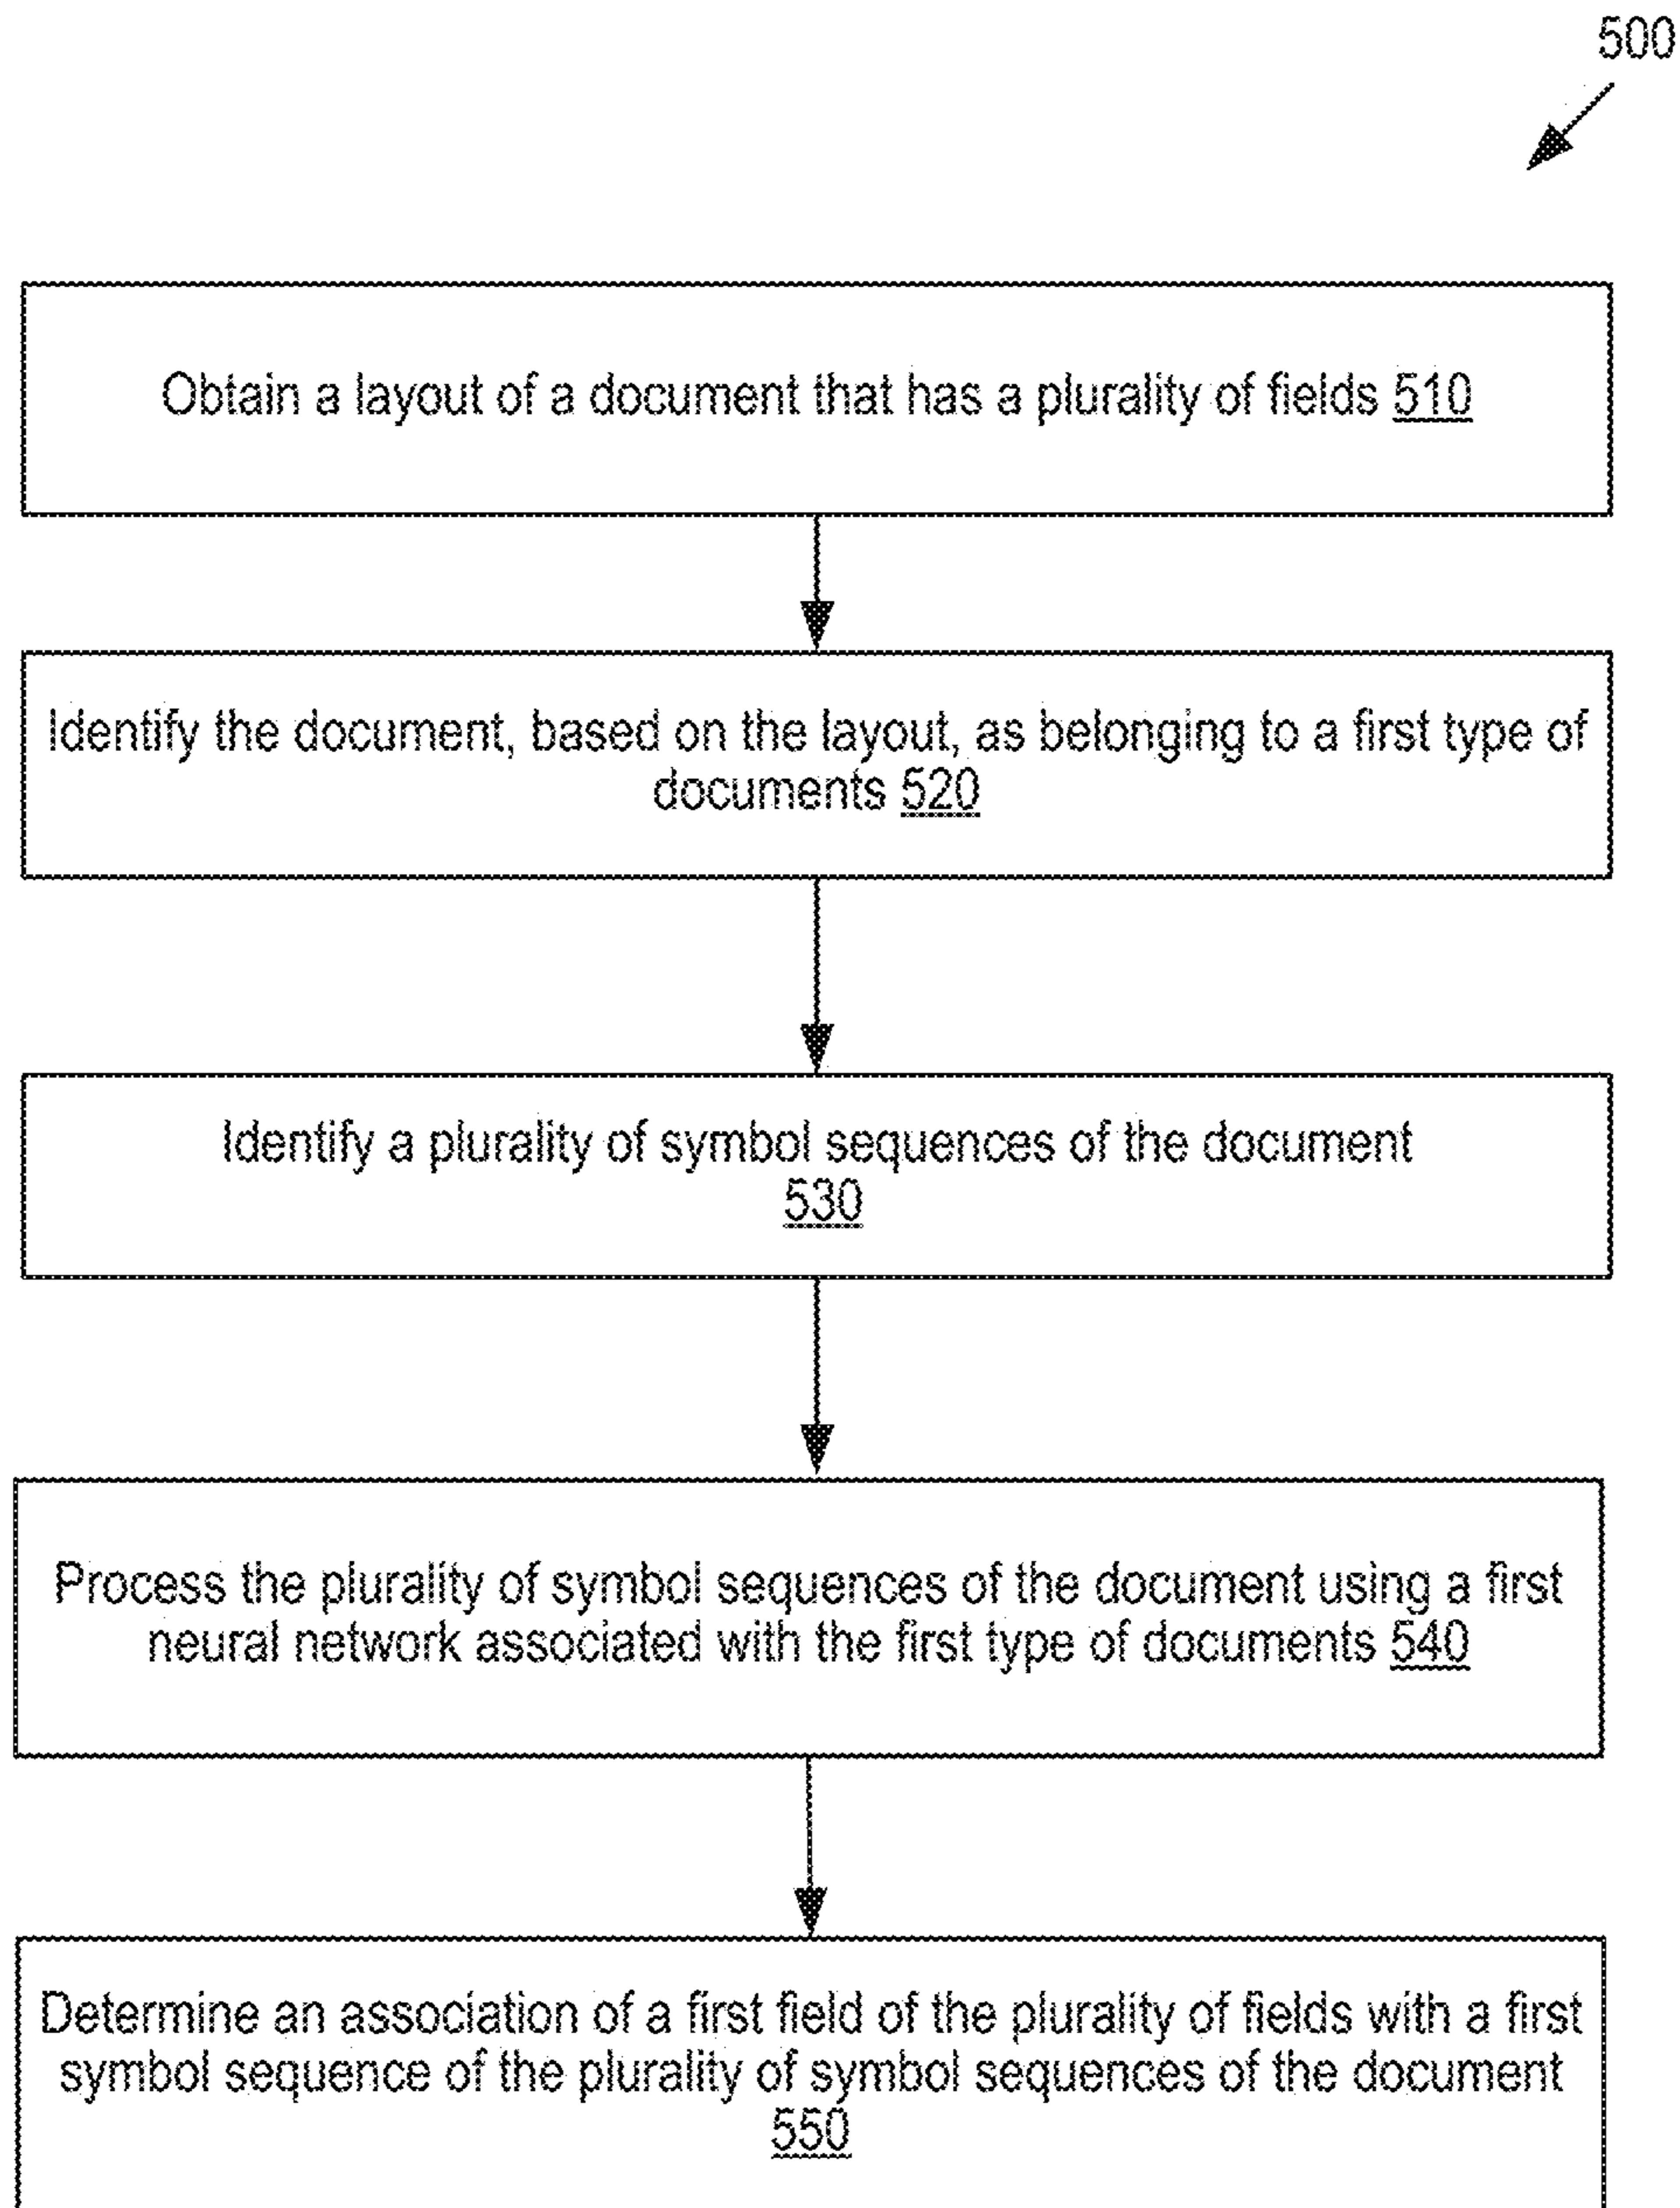 500
Obtain a layout of a document that has a plurality of fields 510
Identify the document, based on the layout, as belonging to a first type of
documents 520
Identify a plurality of symbol sequences of the document
530
Process the plurality of symbol sequences of the document using a first
neural network associated with the first type of documents 540
Determine an association of a first field of the plurality of fields with a first
symbol sequence of the plurality of symbol sequences of the document
550